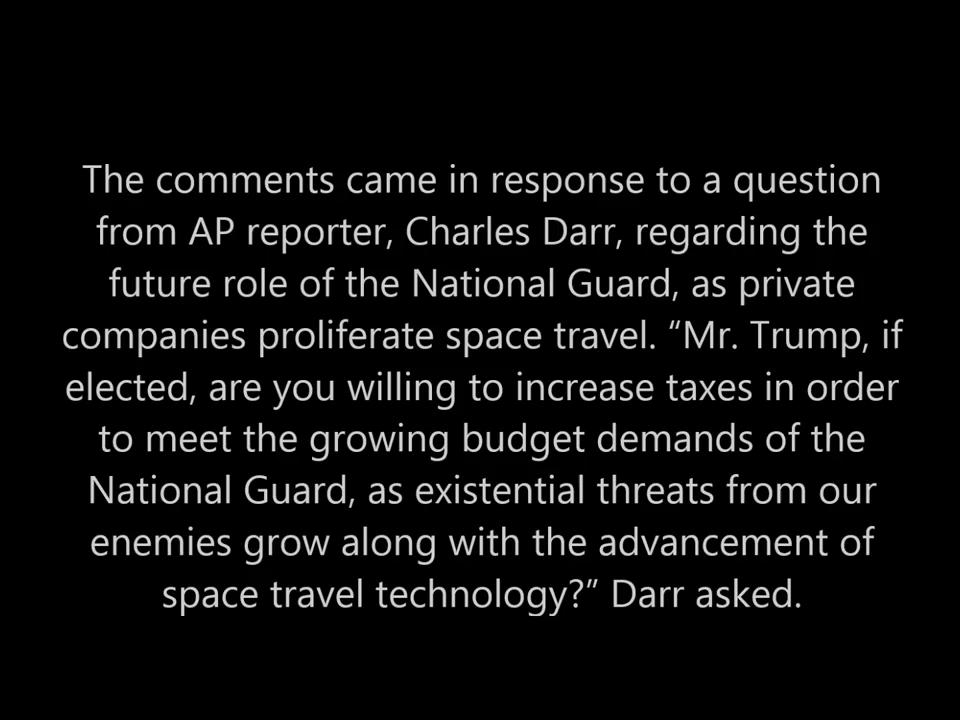 The comments came in response to a question
from AP reporter, Charles Darr, regarding the
future role of the National Guard, as private
companies proliferate space travel. “Mr. Trump, if
elected, are you willing to increase taxes in order
to meet the growing budget demands of the
National Guard, as existential threats from our
enemies grow along with the advancement of
space travel technology?” Darr asked.